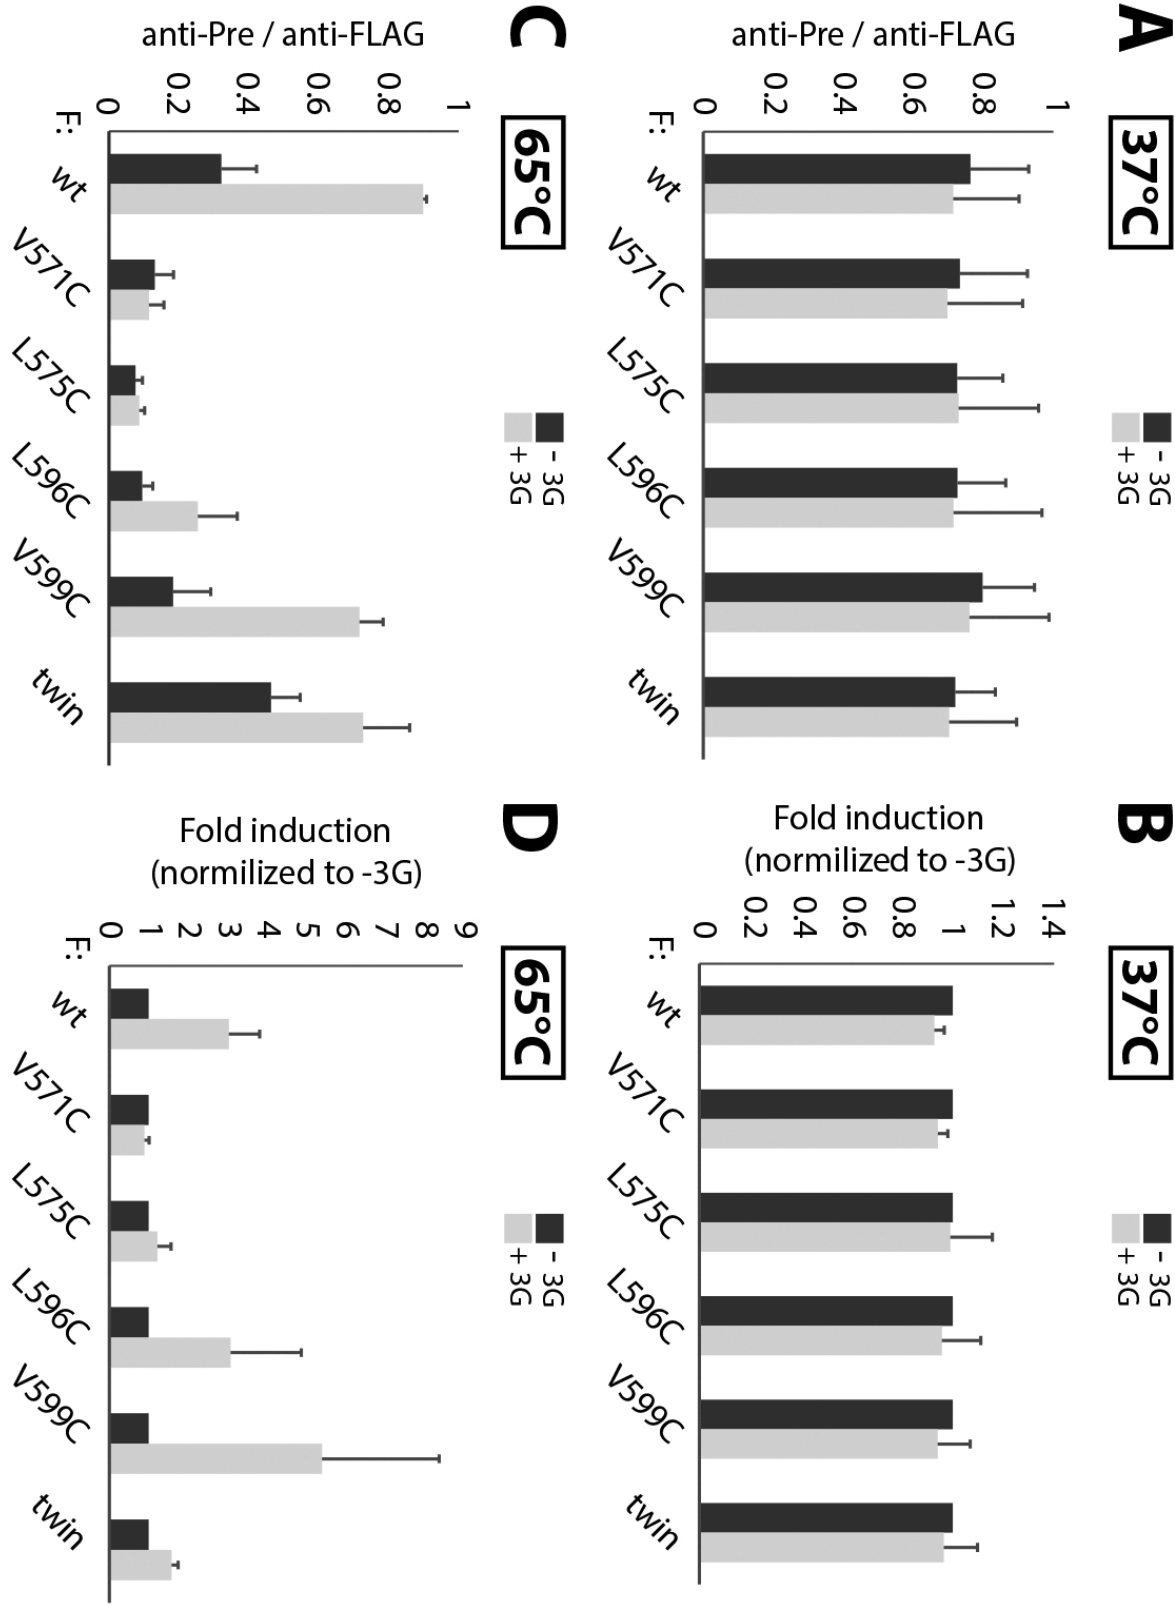 A
37°C
- 3G
+ 3G
anti-Pre / anti-FLAG
1
0.8
0.6
0.4
0.2
0
F:
wt
V571C
L575C
L596C
V599C
twin
B
37°C
- 3G
+ 3G
Fold induction
(normilized to -3G)
1.4
1.2
1
0.8
0.6
0.4
0.2
0
F:
wt
V571C
L575C
L596C
V599C
twin
C
65°C
- 3G
+ 3G
anti-Pre / anti-FLAG
1
0.8
0.6
0.4
0.2
0
F:
wt
V571C
L575C
L596C
V599C
twin
D
65°C
- 3G
+ 3G
Fold induction
(normilized to -3G)
9
8
7
6
5
4
3
2
1
0
F:
wt
V571C
L575C
L596C
V599C
twin